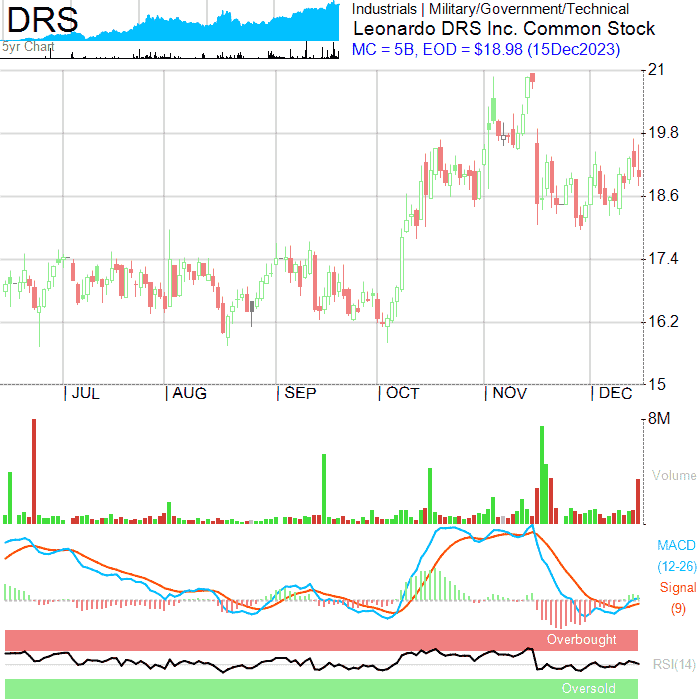 DRS
5yr Chart
Industrials | Military/Government/Technical
Leonardo DRS Inc. Common Stock
MC = 5B, EOD = $18.98 (15Dec2023)
21
19.8
18.6
17.4
16.2
15
JUL AUG SEP OCT NOV DEC
8M
Volume
MACD
(12-26)
Signal
(9)
Overbought
RSI(14)
Oversold